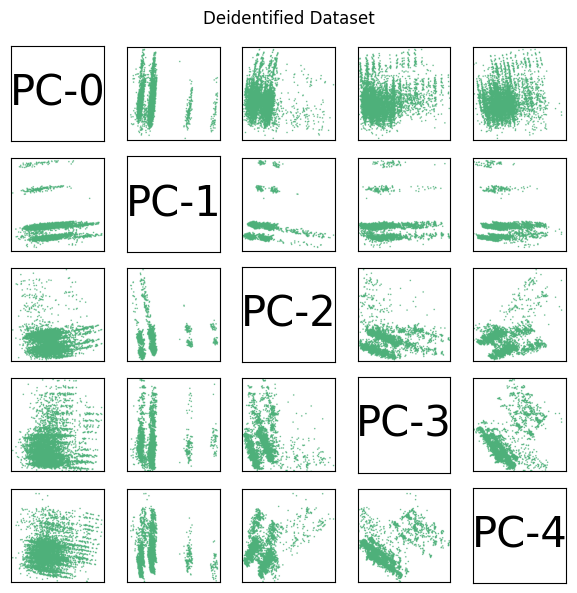 Deidentified Dataset
PC-0
PC-1
PC-2
PC-3
PC-4